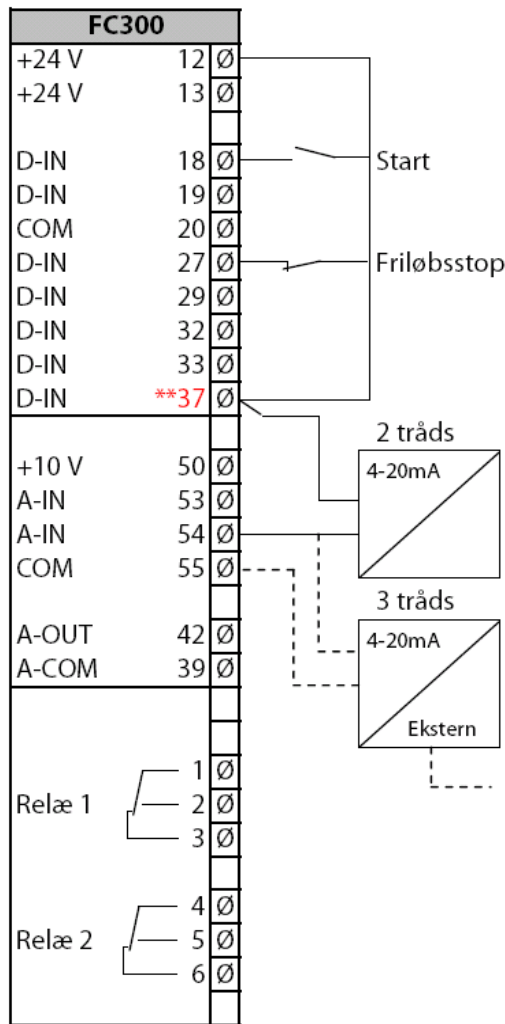 FC300
+24 V 12 Ø
+24 V 13 Ø
D-IN 18 Ø Start
D-IN 19 Ø
COM 20 Ø
D-IN 27 Ø Friløbsstop
D-IN 29 Ø
D-IN 32 Ø
D-IN 33 Ø
D-IN **37 Ø
2 tråds
+10 V 50 Ø 4-20mA
A-IN 53 Ø
A-IN 54 Ø
COM 55 Ø
3 tråds
A-OUT 42 Ø 4-20mA
A-COM 39 Ø
Ekstern
1 Ø
Relæ 1 2 Ø
3 Ø
4 Ø
Relæ 2 5 Ø
6 Ø